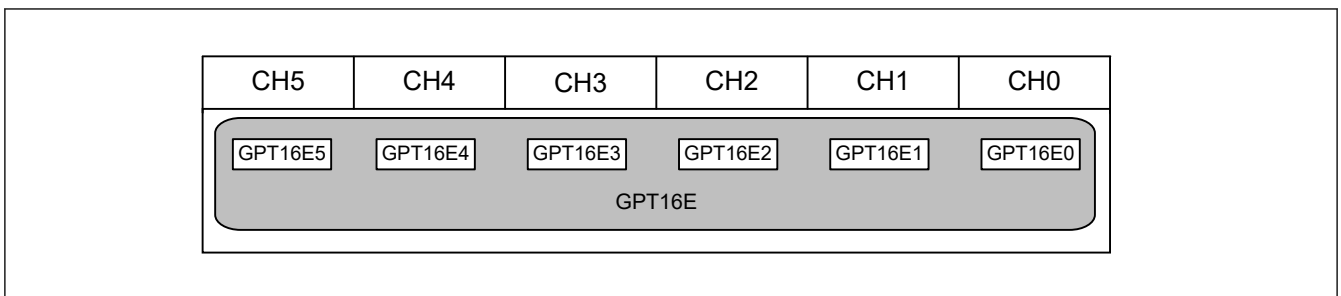 CH5 CH4 CH3 CH2 CH1 CH0
GPT16E5 GPT16E4 GPT16E3 GPT16E2 GPT16E1 GPT16E0
GPT16E